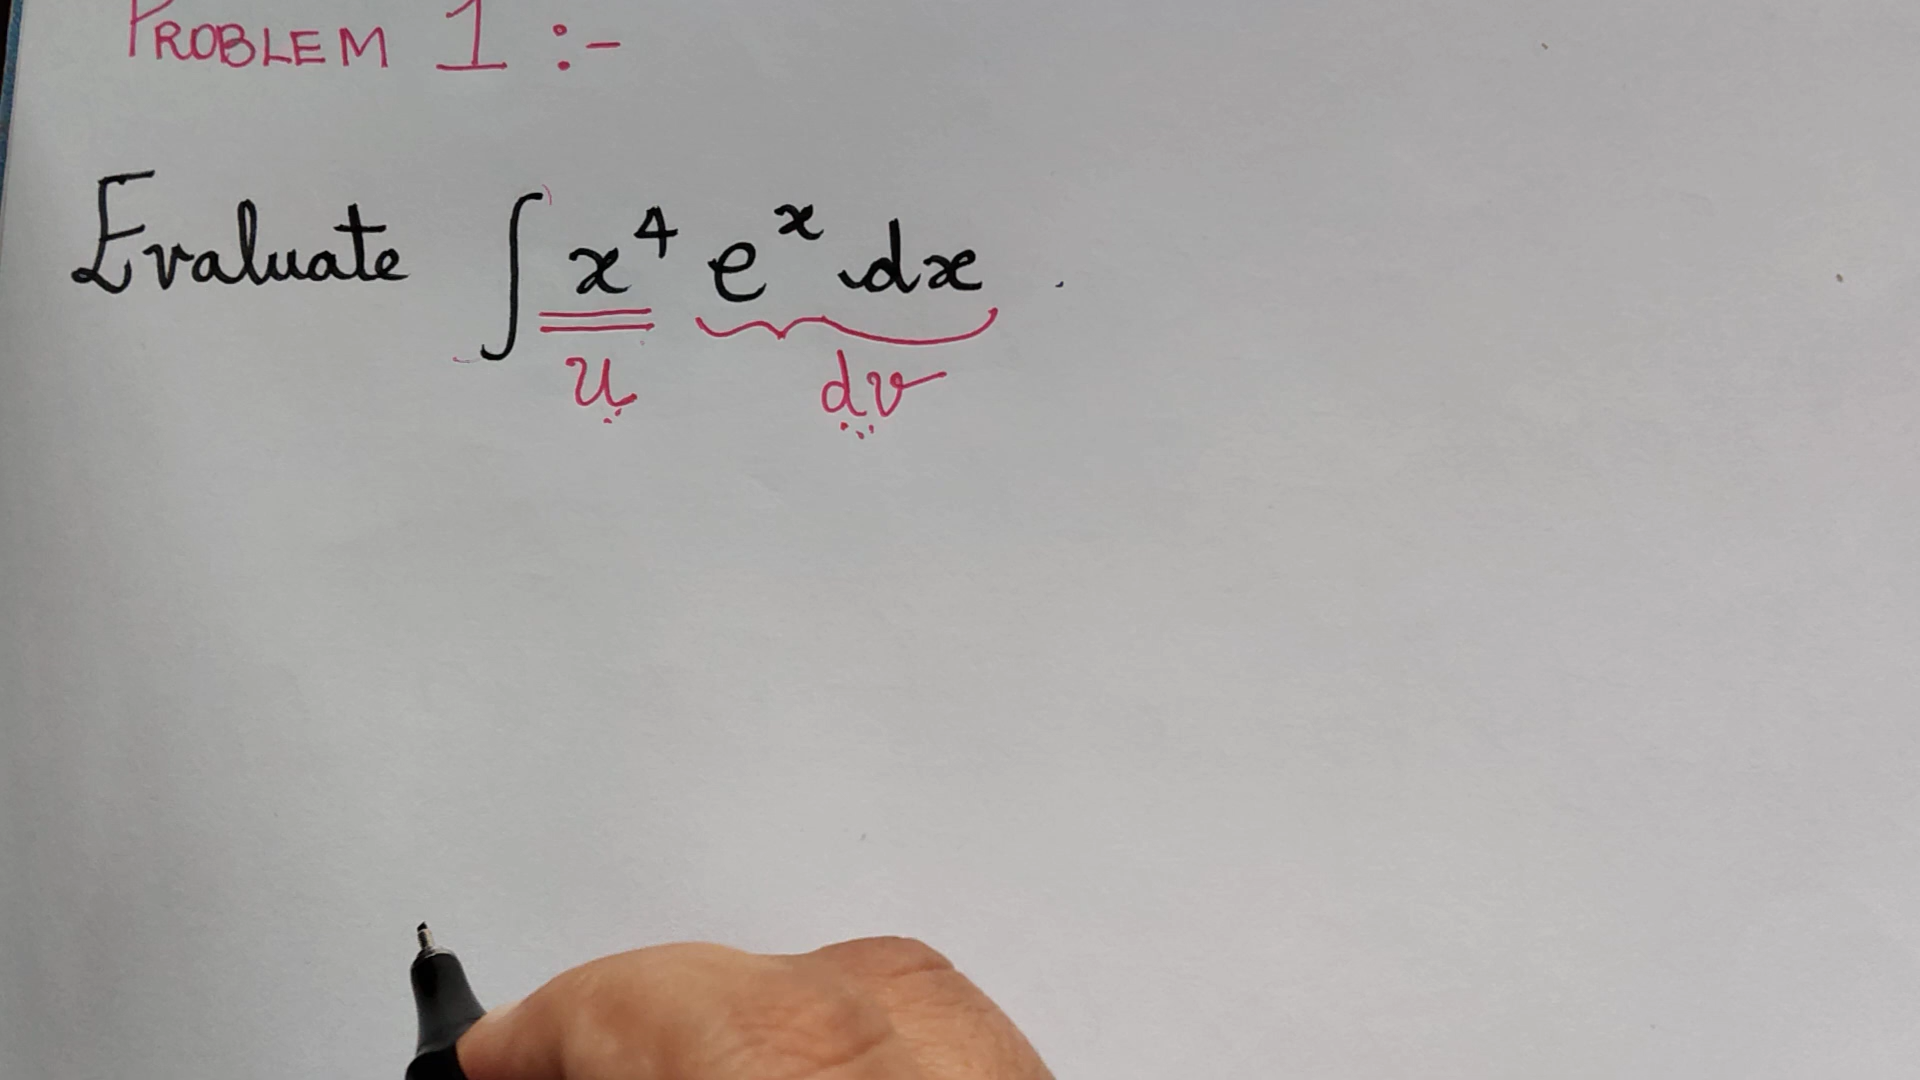 PROBLEM 1 :-
Evaluate ∫ x⁴ eˣ dx .
u dv